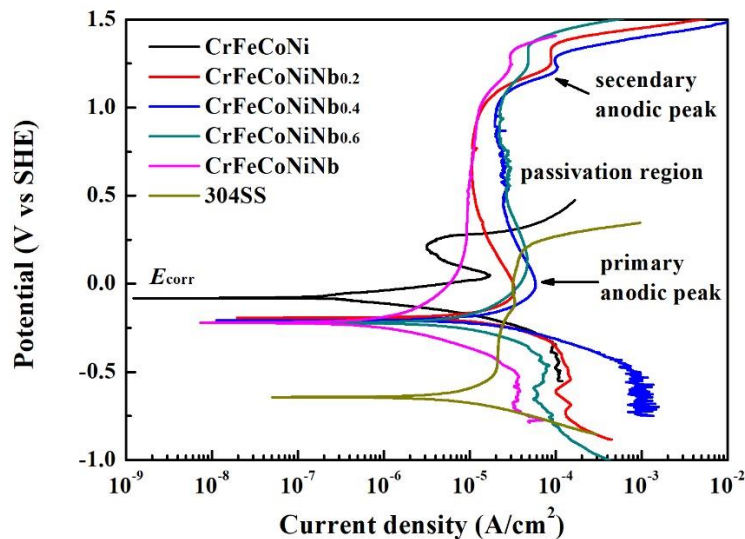 CrFeCoNi
CrFeCoNiNb0.2
CrFeCoNiNb0.4
CrFeCoNiNb0.6
CrFeCoNiNb
304SS
secendary
anodic peak
passivation region
primary
anodic peak
Ecorr
Potential (V vs SHE)
1.5
1.0
0.5
0.0
-0.5
-1.0
10-9 10-8 10-7 10-6 10-5 10-4 10-3 10-2
Current density (A/cm2)